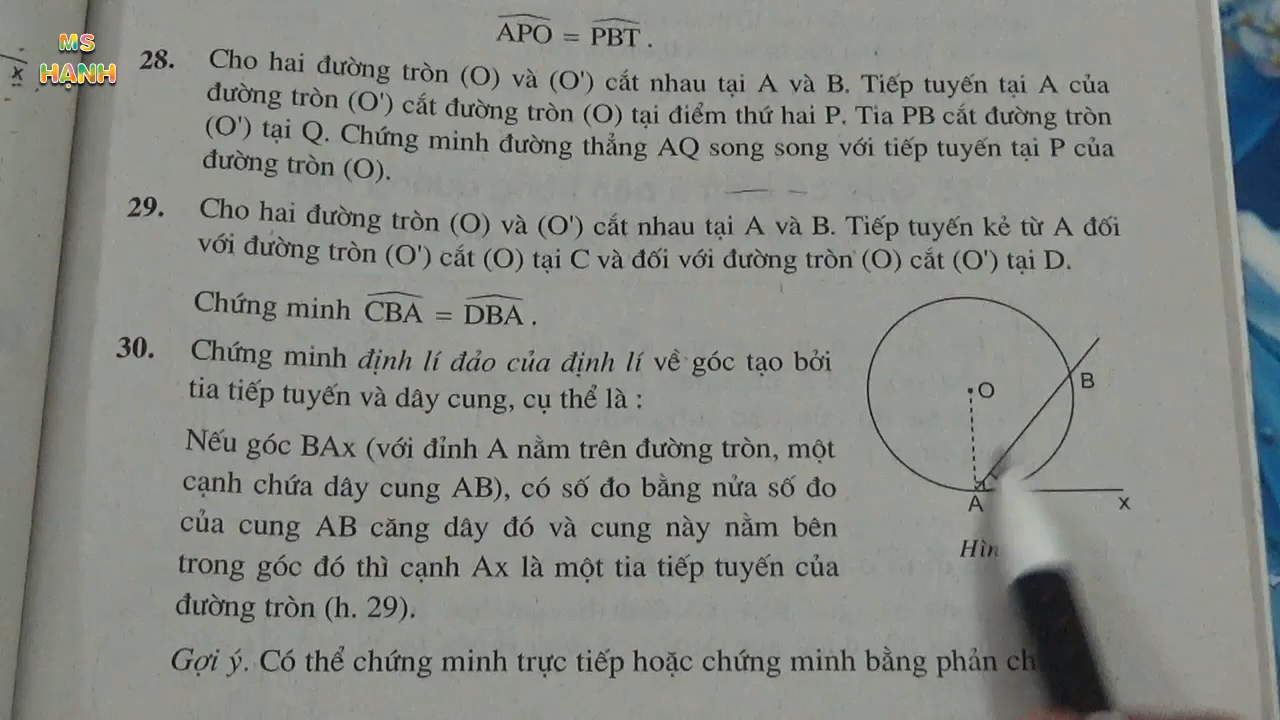 MS
HẠNH
x
APO = PBT.
28. Cho hai đường tròn (O) và (O') cắt nhau tại A và B. Tiếp tuyến tại A của
đường tròn (O') cắt đường tròn (O) tại điểm thứ hai P. Tia PB cắt đường tròn
(O') tại Q. Chứng minh đường thẳng AQ song song với tiếp tuyến tại P của
đường tròn (O).
29. Cho hai đường tròn (O) và (O') cắt nhau tại A và B. Tiếp tuyến kẻ từ A đối
với đường tròn (O') cắt (O) tại C và đối với đường tròn (O) cắt (O') tại D.
Chứng minh CBA = DBA.
30. Chứng minh định lí đảo của định lí về góc tạo bởi
tia tiếp tuyến và dây cung, cụ thể là :
Nếu góc BAx (với đỉnh A nằm trên đường tròn, một
cạnh chứa dây cung AB), có số đo bằng nửa số đo
của cung AB căng dây đó và cung này nằm bên
trong góc đó thì cạnh Ax là một tia tiếp tuyến của
đường tròn (h. 29).
Gợi ý. Có thể chứng minh trực tiếp hoặc chứng minh bằng phản
O
B
A
x